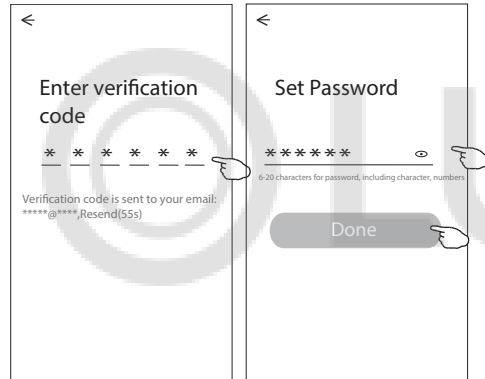 Enter verification
code
* * * * * *
Verification code is sent to your email:
*****@****,Resend(55s)
Set Password
******
6-20 characters for password, including character, numbers
Done